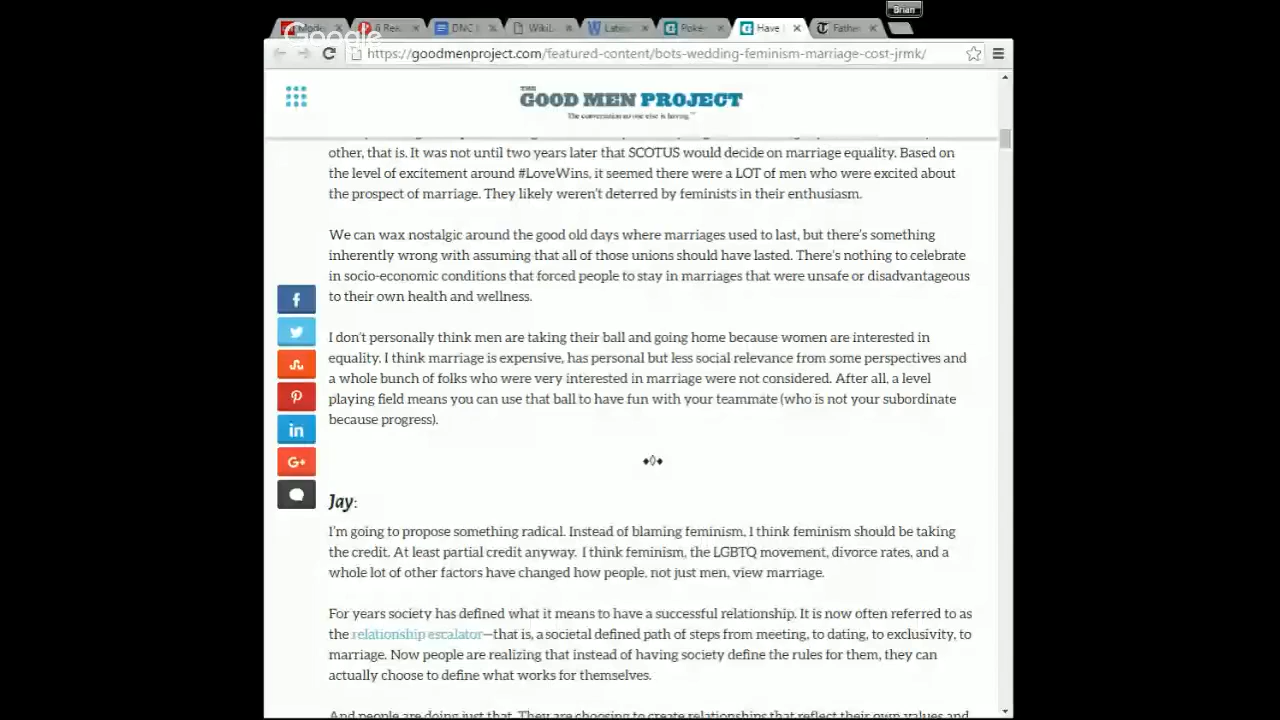 Brian
6 Rea
DNC
WikiL
Have
Father
Google
https://goodmenproject.com/featured-content/bots-wedding-feminism-marriage-cost-jrmk/
THE
GOOD MEN PROJECT
The conversation no one else is having.™
other, that is. It was not until two years later that SCOTUS would decide on marriage equality. Based on
the level of excitement around #LoveWins, it seemed there were a LOT of men who were excited about
the prospect of marriage. They likely weren't deterred by feminists in their enthusiasm.
We can wax nostalgic around the good old days where marriages used to last, but there's something
inherently wrong with assuming that all of those unions should have lasted. There's nothing to celebrate
in socio-economic conditions that forced people to stay in marriages that were unsafe or disadvantageous
to their own health and wellness.
I don't personally think men are taking their ball and going home because women are interested in
equality. I think marriage is expensive, has personal but less social relevance from some perspectives and
a whole bunch of folks who were very interested in marriage were not considered. After all, a level
playing field means you can use that ball to have fun with your teammate (who is not your subordinate
because progress).
Jay:
I'm going to propose something radical. Instead of blaming feminism, I think feminism should be taking
the credit. At least partial credit anyway. I think feminism, the LGBTQ movement, divorce rates, and a
whole lot of other factors have changed how people, not just men, view marriage.
For years society has defined what it means to have a successful relationship. It is now often referred to as
the relationship escalator—that is, a societal defined path of steps from meeting, to dating, to exclusivity, to
marriage. Now people are realizing that instead of having society define the rules for them, they can
actually choose to define what works for themselves.
And people are doing just that. They are choosing to create relationships that reflect their own values and